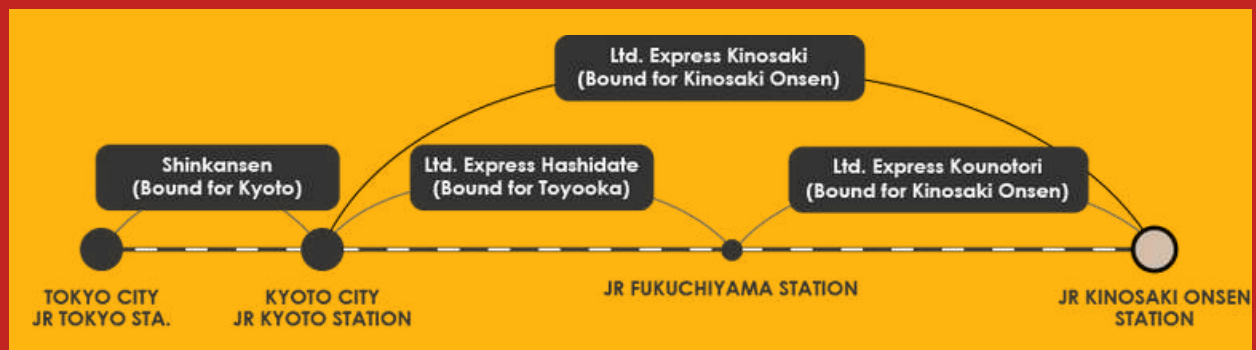 Ltd. Express Kinosaki
(Bound for Kinosaki Onsen)
Shinkansen
(Bound for Kyoto)
Ltd. Express Hashidate
(Bound for Toyooka)
Ltd. Express Kounotori
(Bound for Kinosaki Onsen)
TOKYO CITY
JR TOKYO STA.
KYOTO CITY
JR KYOTO STATION
JR FUKUCHIYAMA STATION
JR KINOSAKI ONSEN
STATION